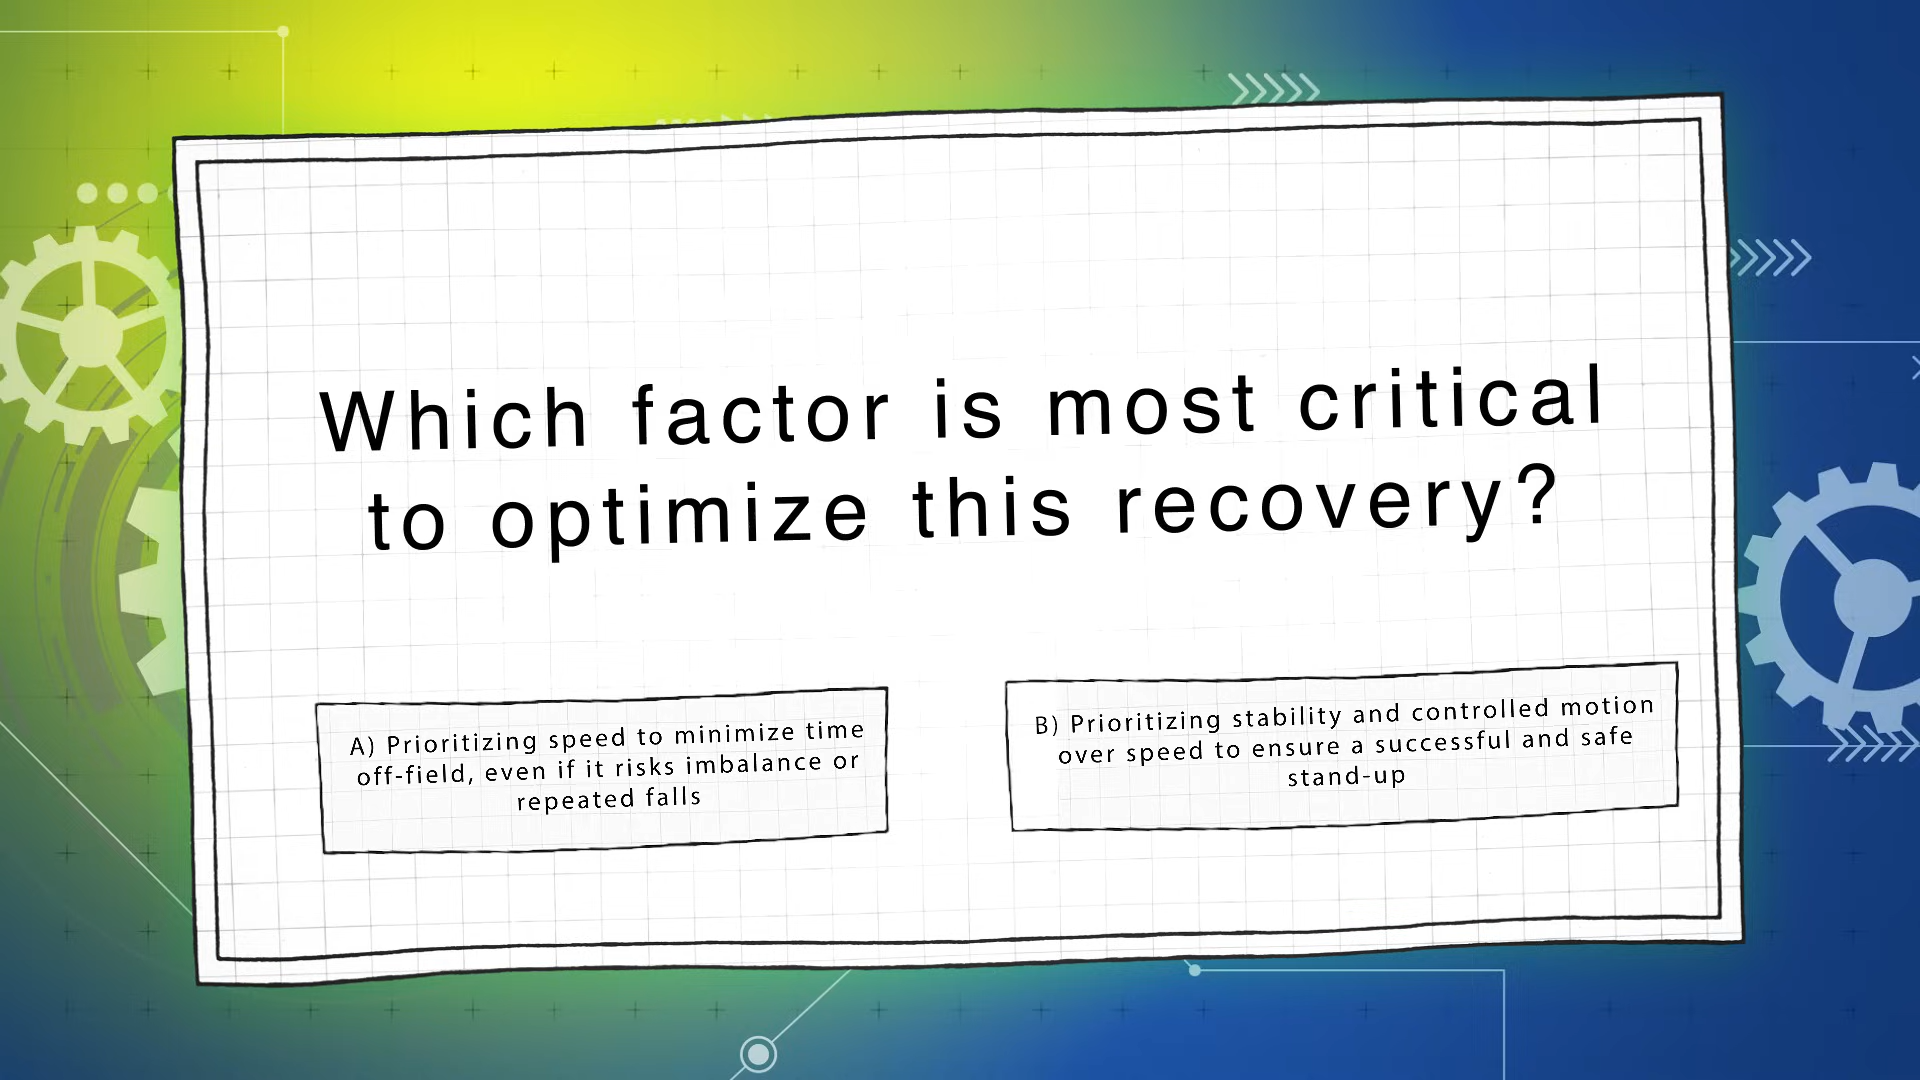 Which factor is most critical
to optimize this recovery?
A) Prioritizing speed to minimize time
off-field, even if it risks imbalance or
repeated falls
B) Prioritizing stability and controlled motion
over speed to ensure a successful and safe
stand-up